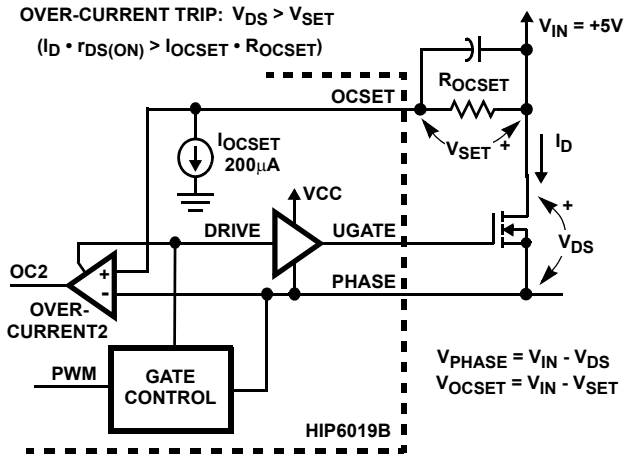 OVER-CURRENT TRIP: VDS > VSET
(ID • rDS(ON) > IOCSET • ROCSET)
VIN = +5V
ROCSET
OCSET
VSET +
ID
IOCSET
200µA
VCC
DRIVE
UGATE
+
VDS
OC2
+
-
PHASE
OVER-
CURRENT2
PWM
GATE
CONTROL
VPHASE = VIN - VDS
VOCSET = VIN - VSET
HIP6019B